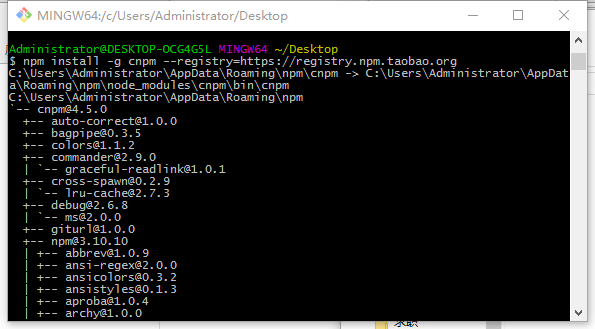 MINGW64:/c/Users/Administrator/Desktop
Administrator@DESKTOP-OCG4G5L MINGW64 ~/Desktop
$ npm install -g cnpm --registry=https://registry.npm.taobao.org
C:\Users\Administrator\AppData\Roaming\npm\cnpm -> C:\Users\Administrator\AppDat
a\Roaming\npm\node_modules\cnpm\bin\cnpm
C:\Users\Administrator\AppData\Roaming\npm
`-- cnpm@4.5.0
  +-- auto-correct@1.0.0
  +-- bagpipe@0.3.5
  +-- colors@1.1.2
  +-- commander@2.9.0
  | `-- graceful-readlink@1.0.1
  +-- cross-spawn@0.2.9
  | `-- lru-cache@2.7.3
  +-- debug@2.6.8
  | `-- ms@2.0.0
  +-- giturl@1.0.0
  +-- npm@3.10.10
  | +-- abbrev@1.0.9
  | +-- ansi-regex@2.0.0
  | +-- ansicolors@0.3.2
  | +-- ansistyles@0.1.3
  | +-- aproba@1.0.4
  | +-- archy@1.0.0
求职